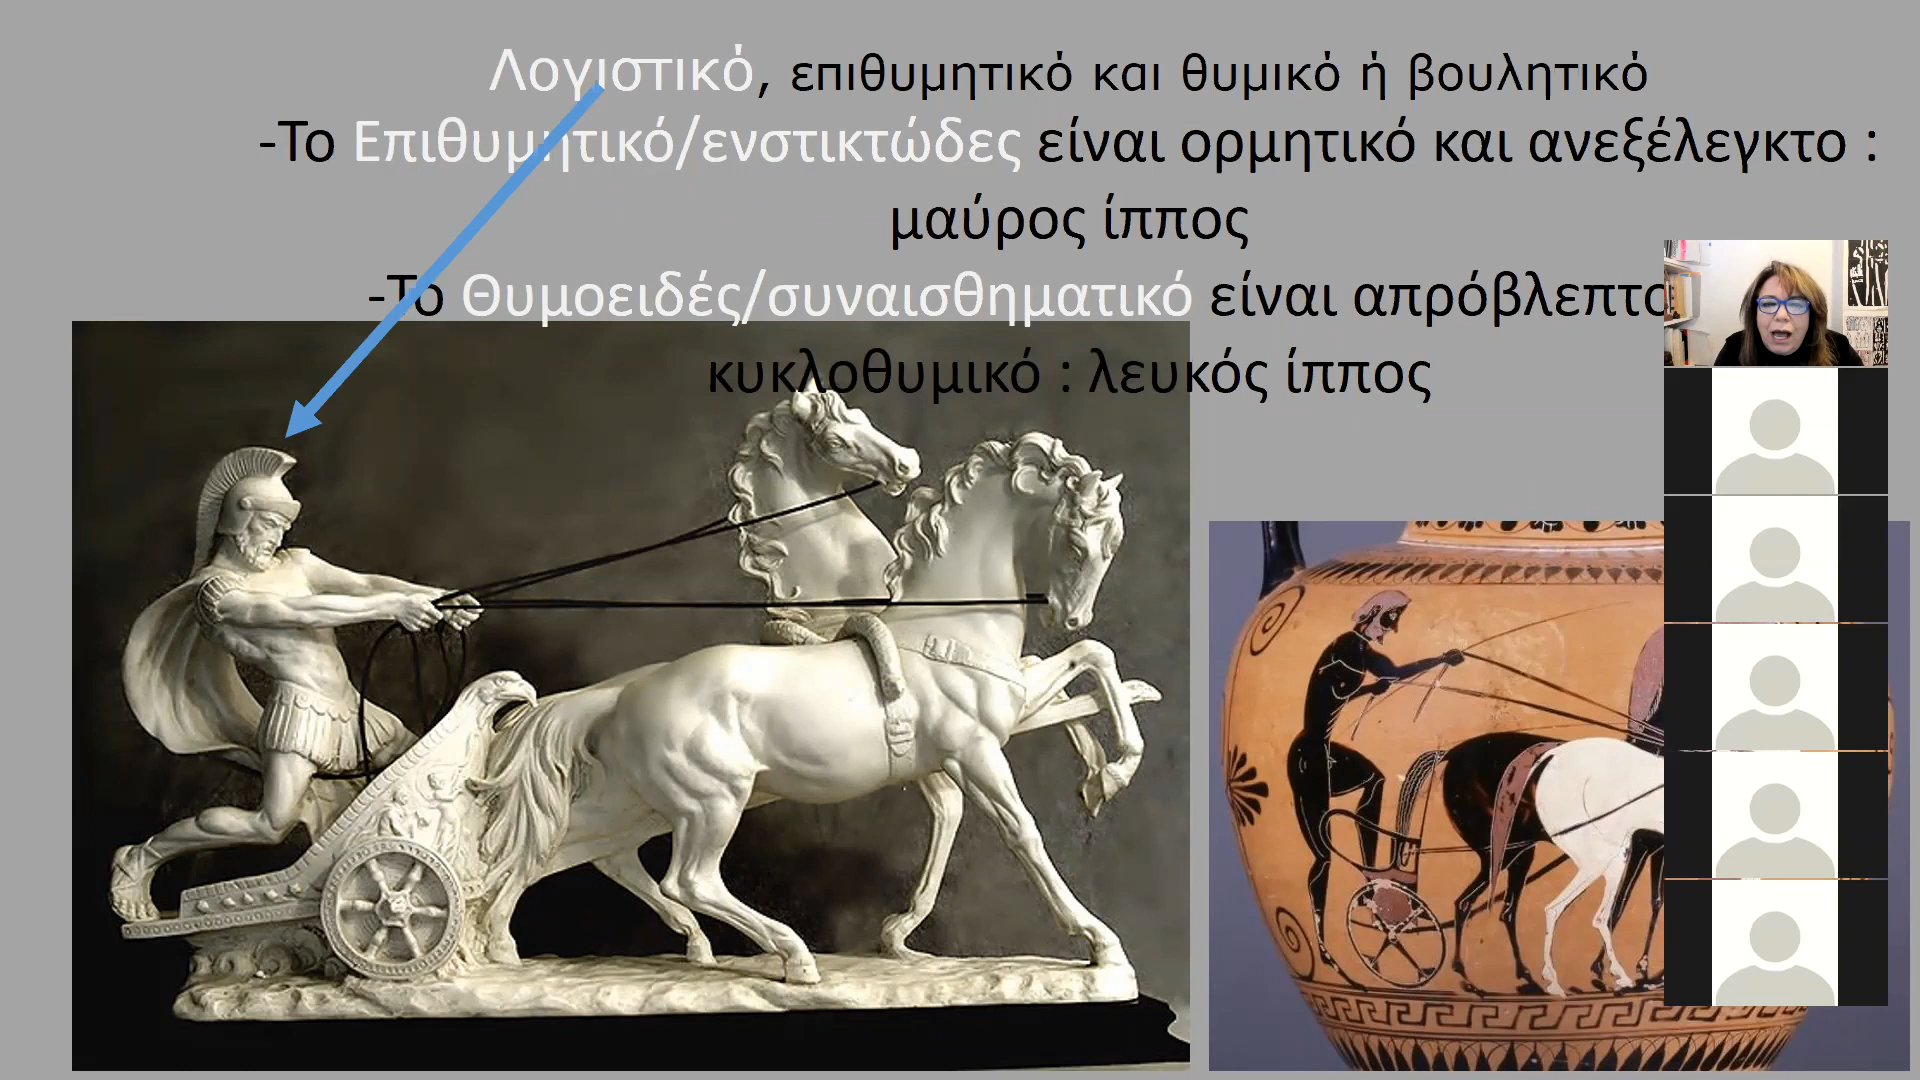 Λογιστικό, επιθυμητικό και θυμικό ή βουλητικό
-Το Επιθυμητικό/ενστικτώδες είναι ορμητικό και ανεξέλεγκτο :
μαύρος ίππος
-Το Θυμοειδές/συναισθηματικό είναι
κυκλοθυμικό : λευκός ίππος